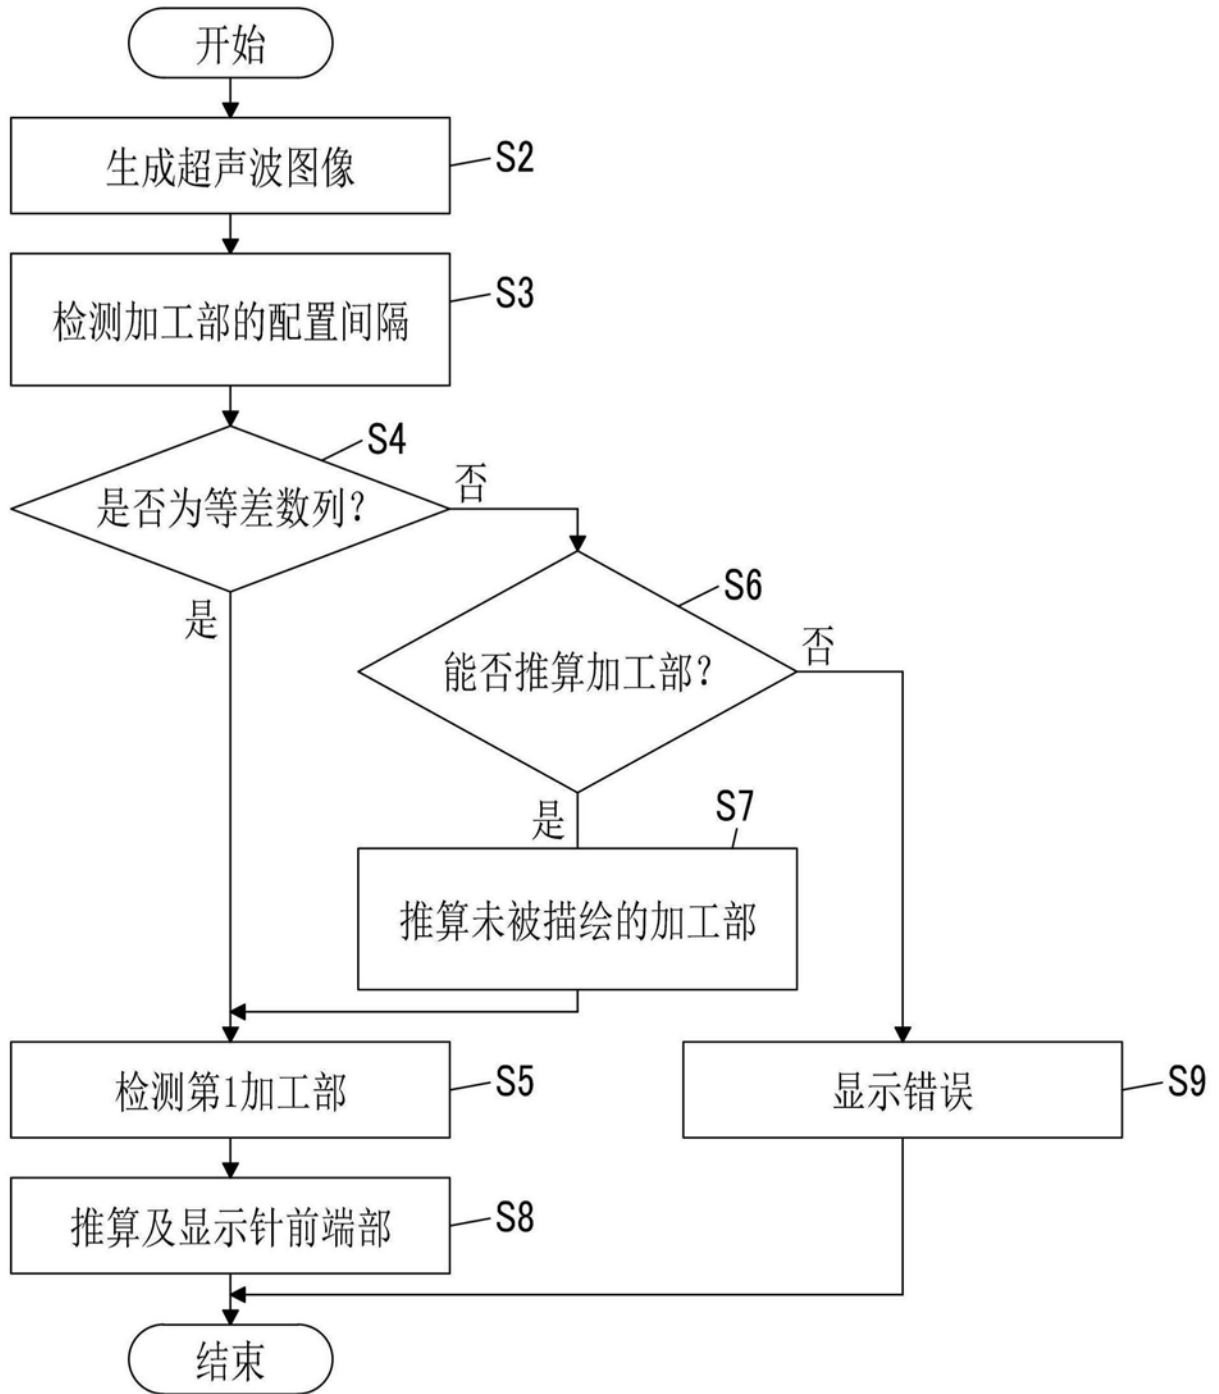 开始
生成超声波图像
S2
检测加工部的配置间隔
S3
是否为等差数列?
S4
否
是
能否推算加工部?
S6
否
是
推算未被描绘的加工部
S7
检测第1加工部
S5
显示错误
S9
推算及显示针前端部
S8
结束